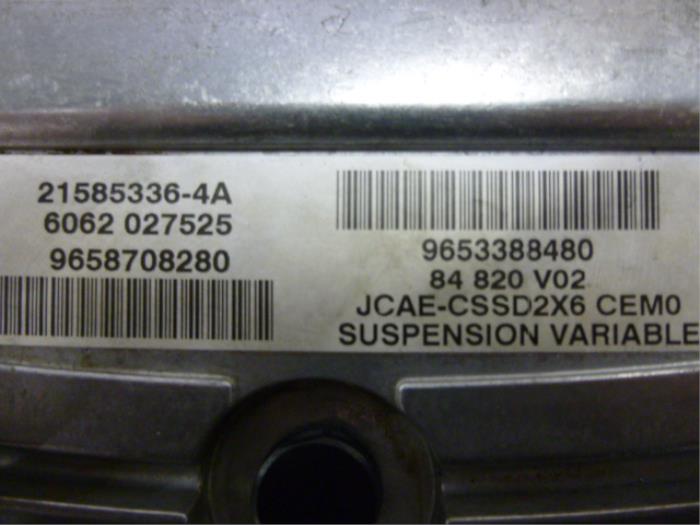 21585336-4A
6062 027525
9658708280
9653388480
84 820 V02
JCAE-CSSD2X6 CEM0
SUSPENSION VARIABLE